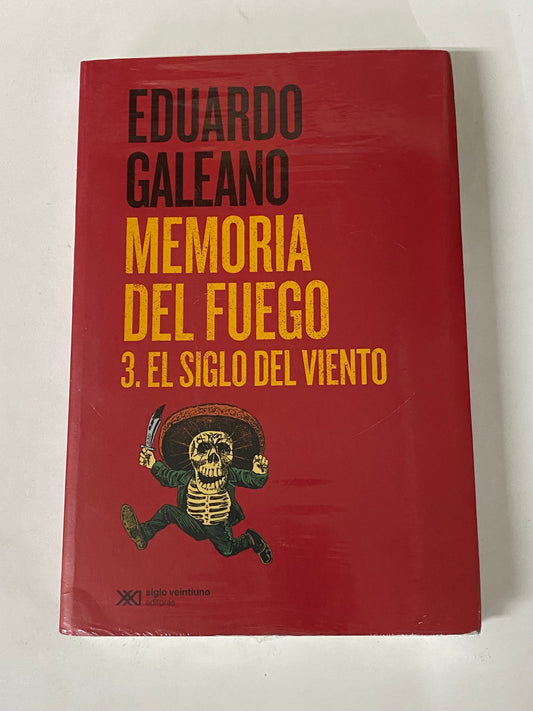 EDUARDO
GALEANO
MEMORIA
DEL FUEGO
3. EL SIGLO DEL VIENTO
siglo veintiuno
editores